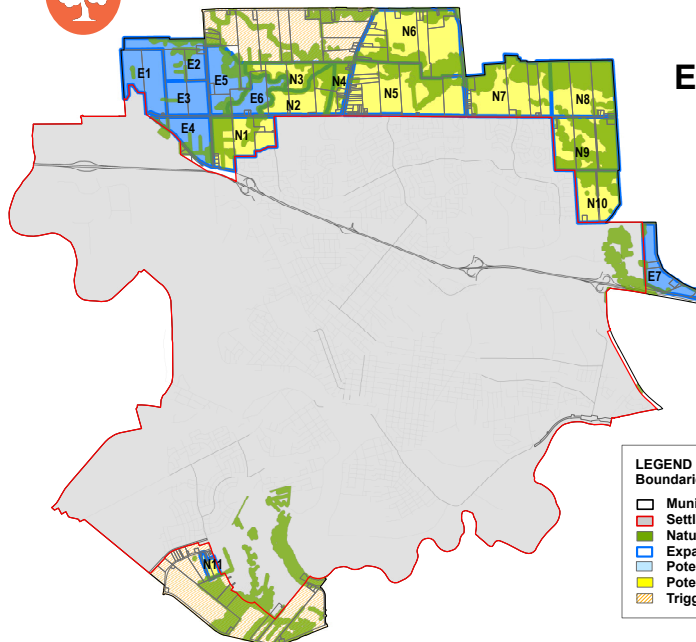 E
N6
E1
E2
E5
N3
N4
N7
N8
E3
E6
N2
N5
E4
N1
N9
N10
E7
N11
LEGEND
Boundarie
Muni
Settl
Natu
Expa
Pote
Pote
Trigg